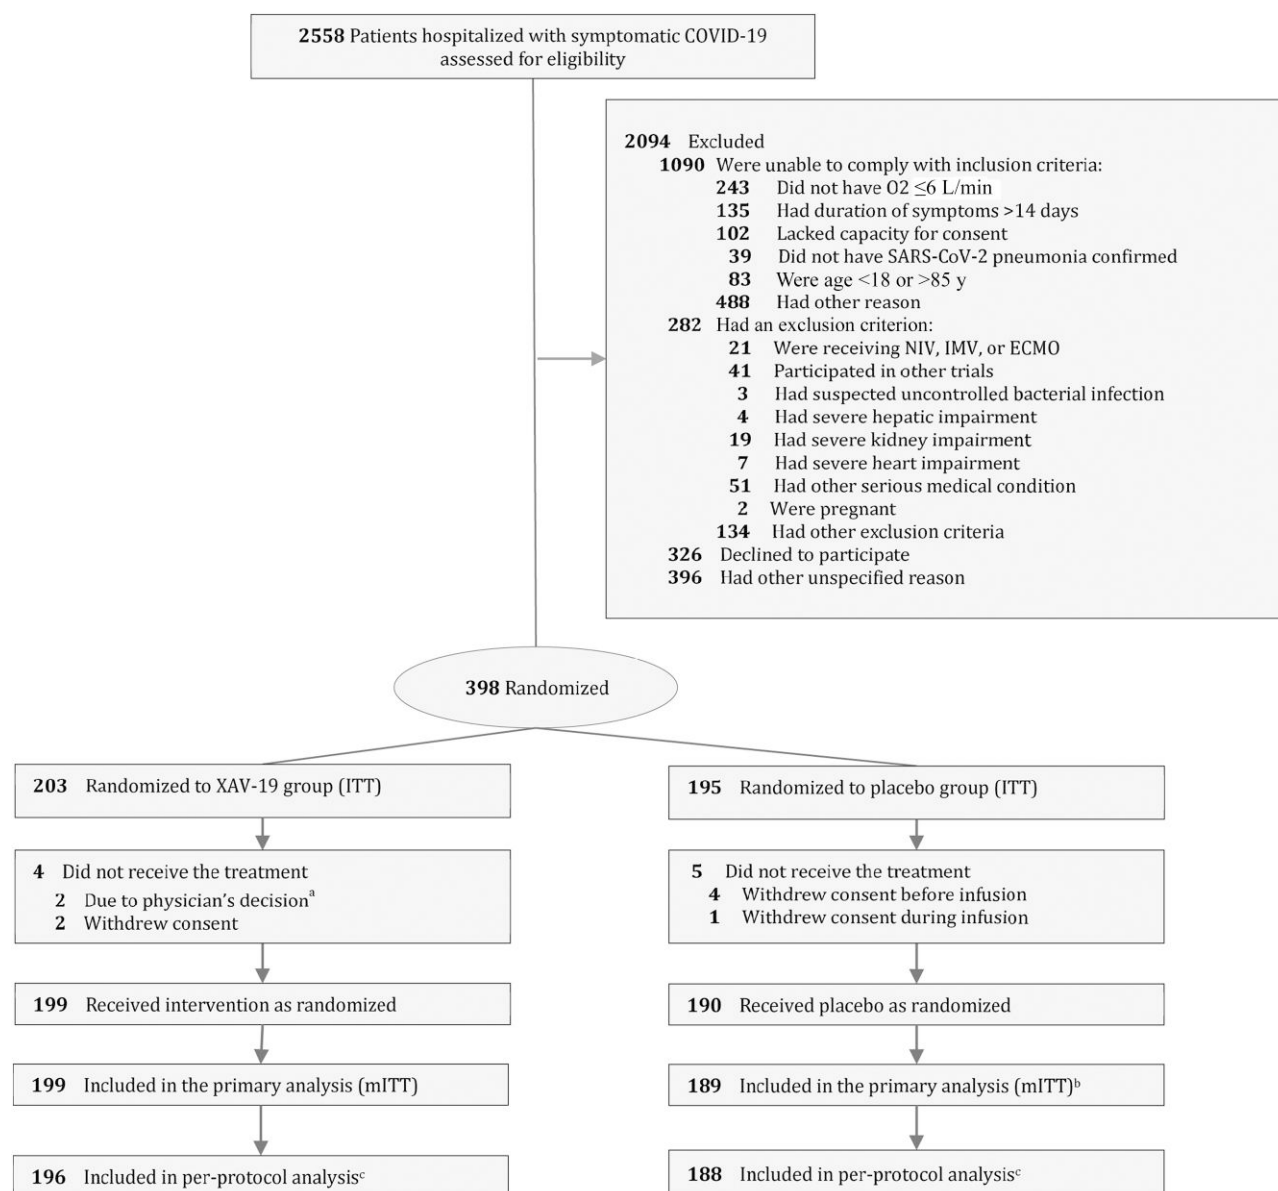 2558 Patients hospitalized with symptomatic COVID-19
assessed for eligibility
2094 Excluded
1090 Were unable to comply with inclusion criteria:
243 Did not have O2 ≤6 L/min
135 Had duration of symptoms >14 days
102 Lacked capacity for consent
39 Did not have SARS-CoV-2 pneumonia confirmed
83 Were age <18 or >85 y
488 Had other reason
282 Had an exclusion criterion:
21 Were receiving NIV, IMV, or ECMO
41 Participated in other trials
3 Had suspected uncontrolled bacterial infection
4 Had severe hepatic impairment
19 Had severe kidney impairment
7 Had severe heart impairment
51 Had other serious medical condition
2 Were pregnant
134 Had other exclusion criteria
326 Declined to participate
396 Had other unspecified reason
398 Randomized
203 Randomized to XAV-19 group (ITT)
4 Did not receive the treatment
2 Due to physician's decisionᵃ
2 Withdrew consent
199 Received intervention as randomized
199 Included in the primary analysis (mITT)
196 Included in per-protocol analysisᶜ
195 Randomized to placebo group (ITT)
5 Did not receive the treatment
4 Withdrew consent before infusion
1 Withdrew consent during infusion
190 Received placebo as randomized
189 Included in the primary analysis (mITT)ᵇ
188 Included in per-protocol analysisᶜ